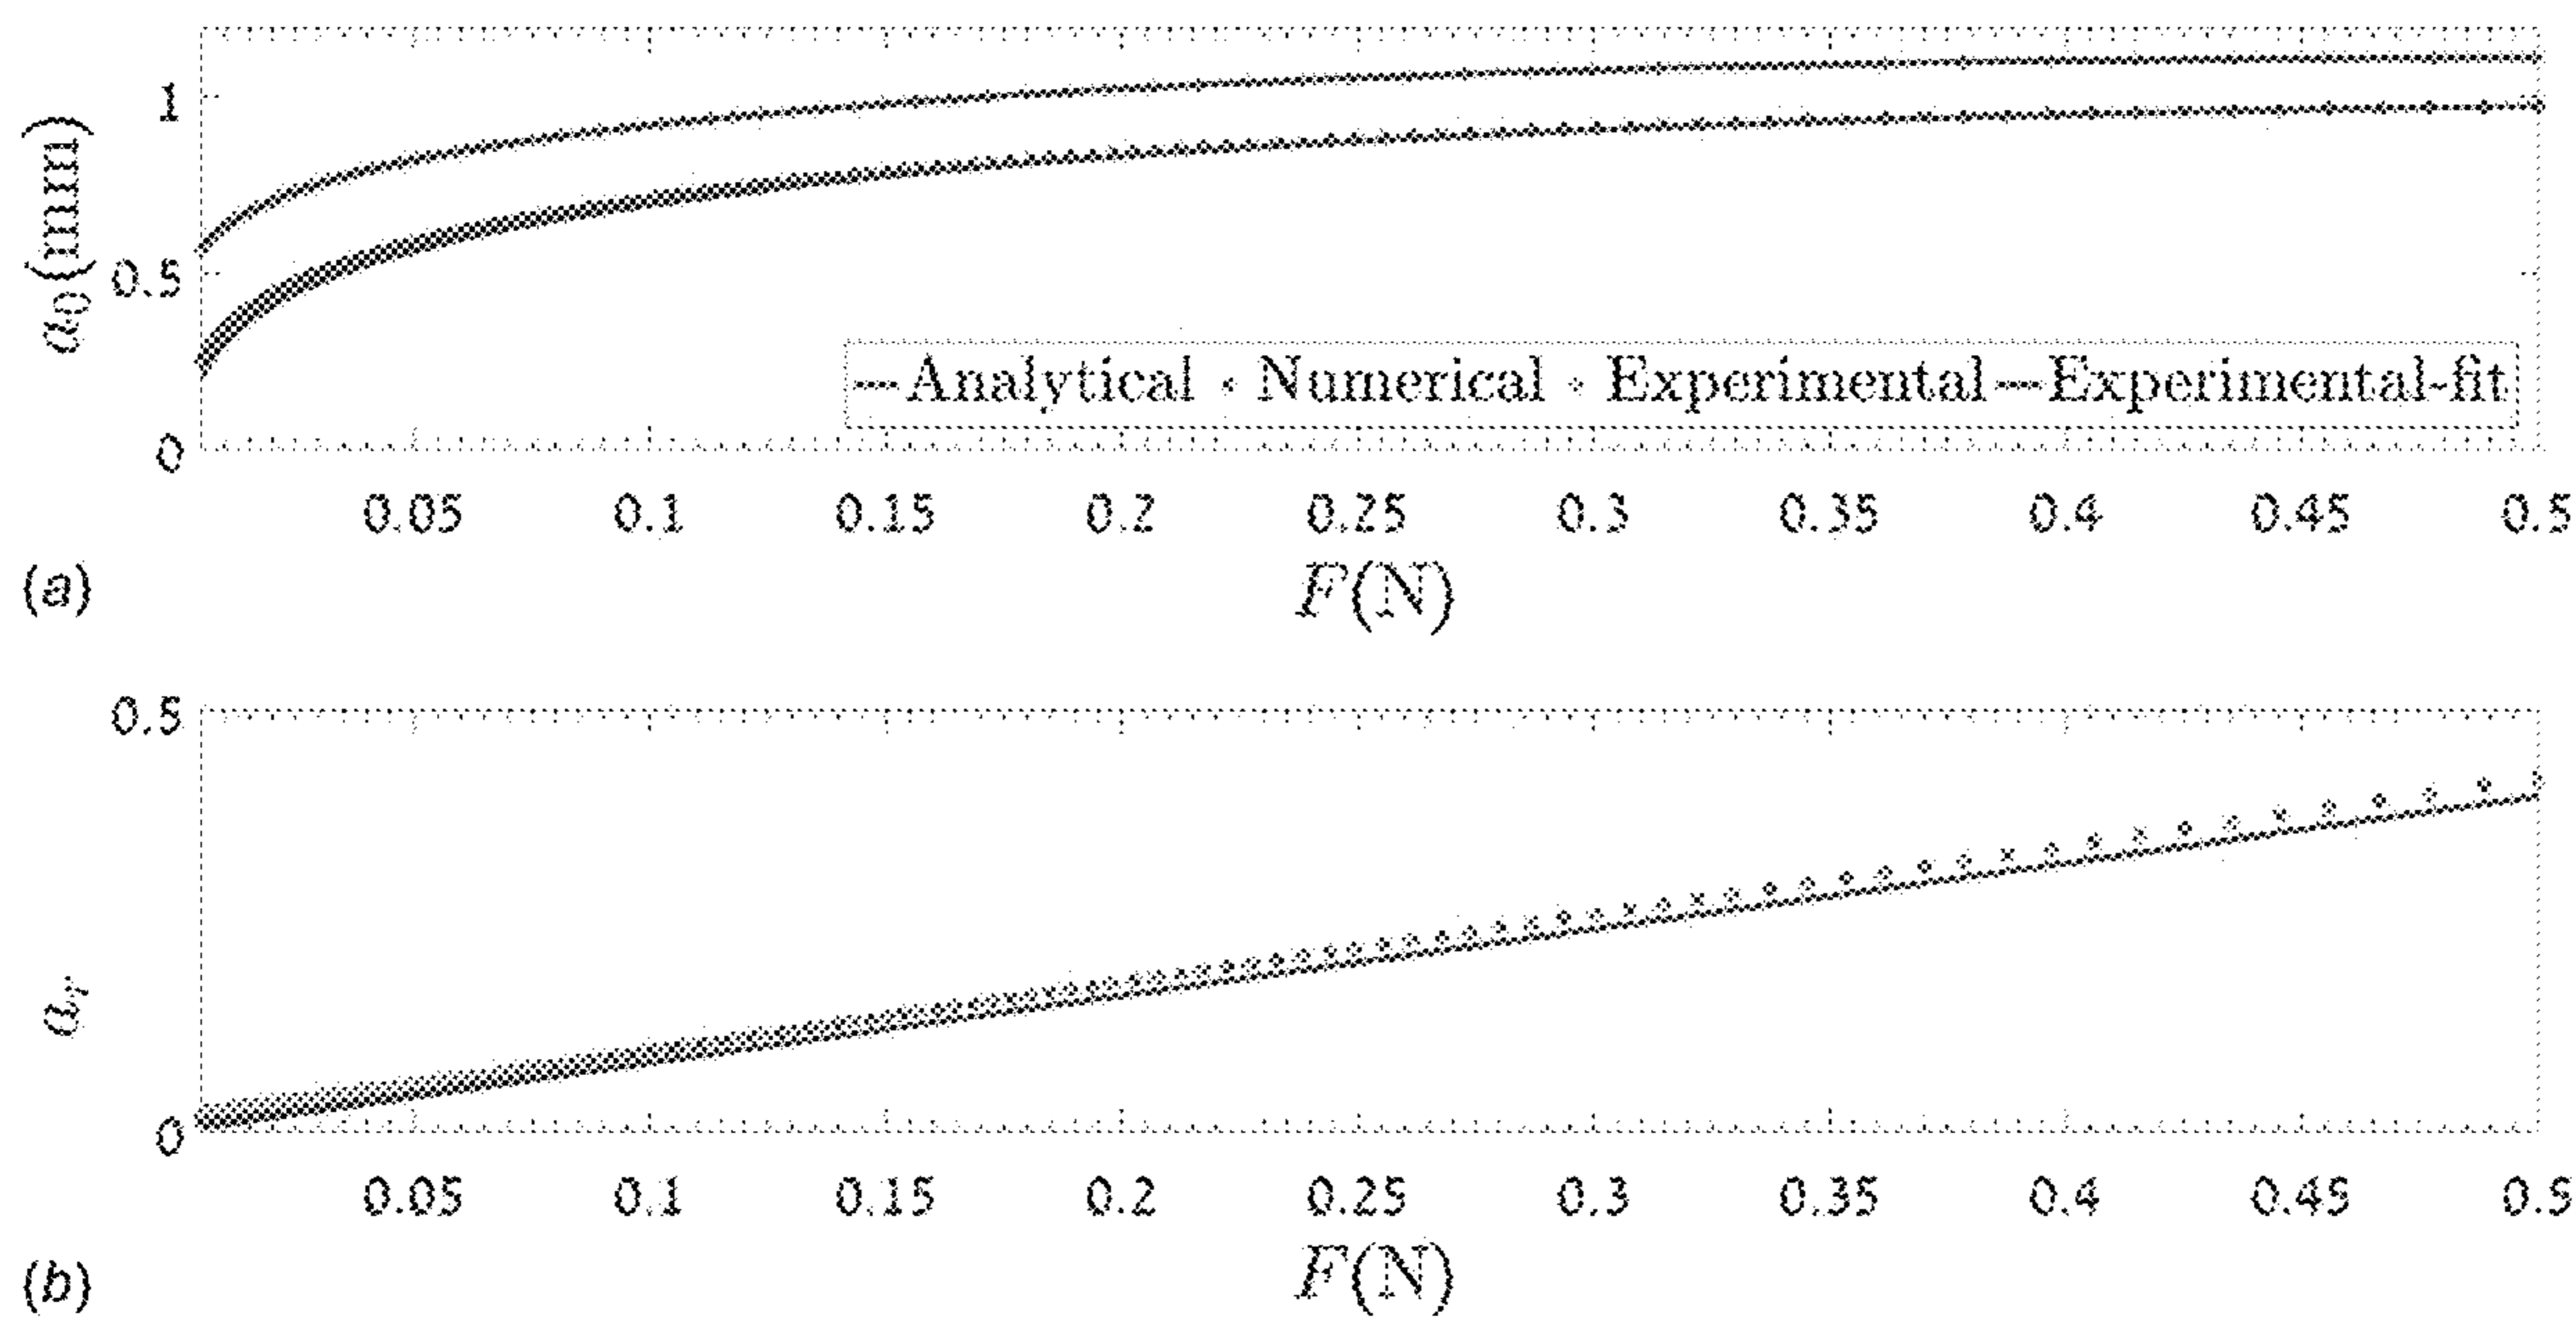 1
0.5
0
a₀(mm)
Analytical Numerical Experimental Experimental-fit
0.05 0.1 0.15 0.2 0.25 0.3 0.35 0.4 0.45 0.5
F(N)
(a)
0.5
0
aᵣ
0.05 0.1 0.15 0.2 0.25 0.3 0.35 0.4 0.45 0.5
F(N)
(b)